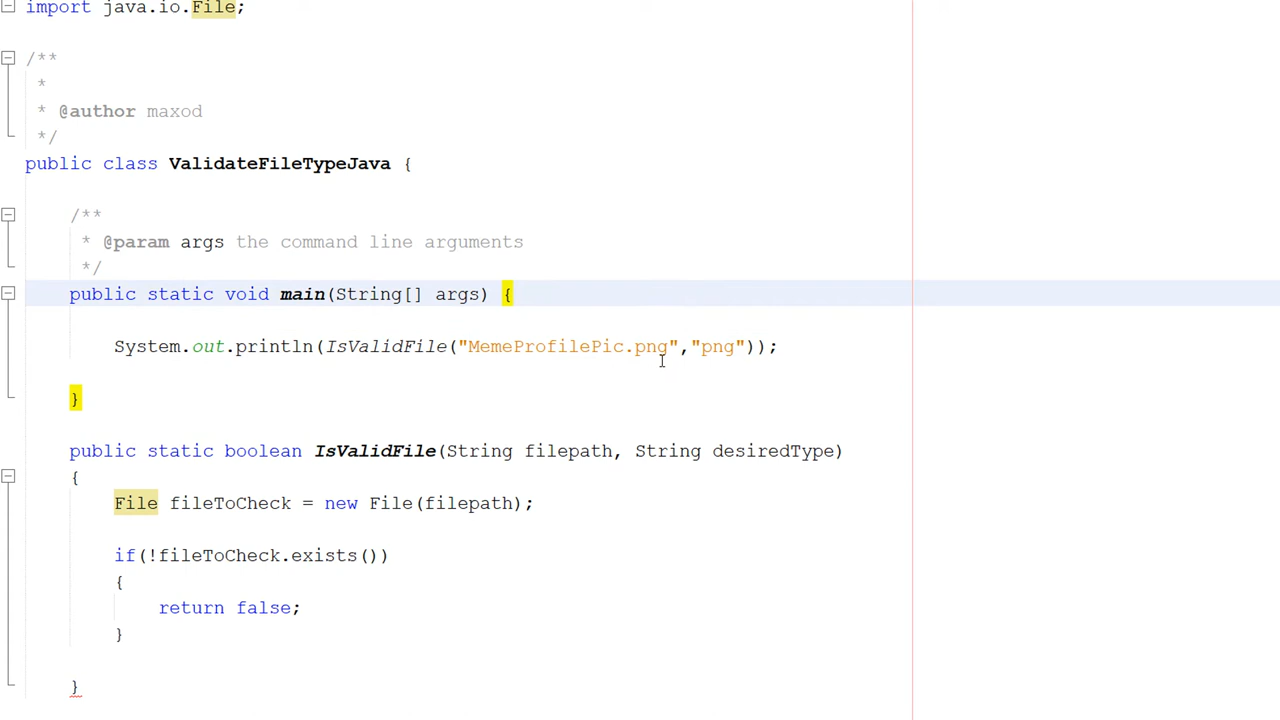 import java.io.File;
/**
*
* @author maxod
*/
public class ValidateFileTypeJava {
/**
* @param args the command line arguments
*/
public static void main(String[] args) {
System.out.println(IsValidFile("MemeProfilePic.png","png"));
}
public static boolean IsValidFile(String filepath, String desiredType)
{
File fileToCheck = new File(filepath);
if(!fileToCheck.exists())
{
return false;
}
}